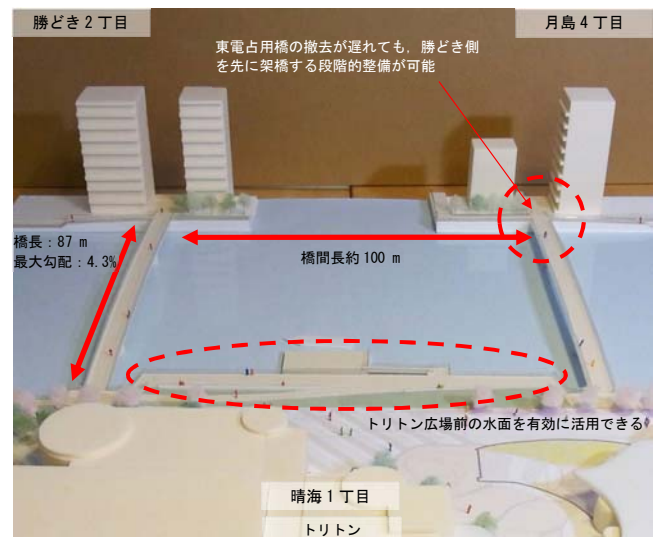 勝どき2丁目
月島4丁目
東電占用橋の撤去が遅れても，勝どき側
を先に架橋する段階的整備が可能
橋長：87 m
最大勾配：4.3%
橋間長約100 m
トリトン広場前の水面を有効に活用できる
晴海1丁目
トリトン